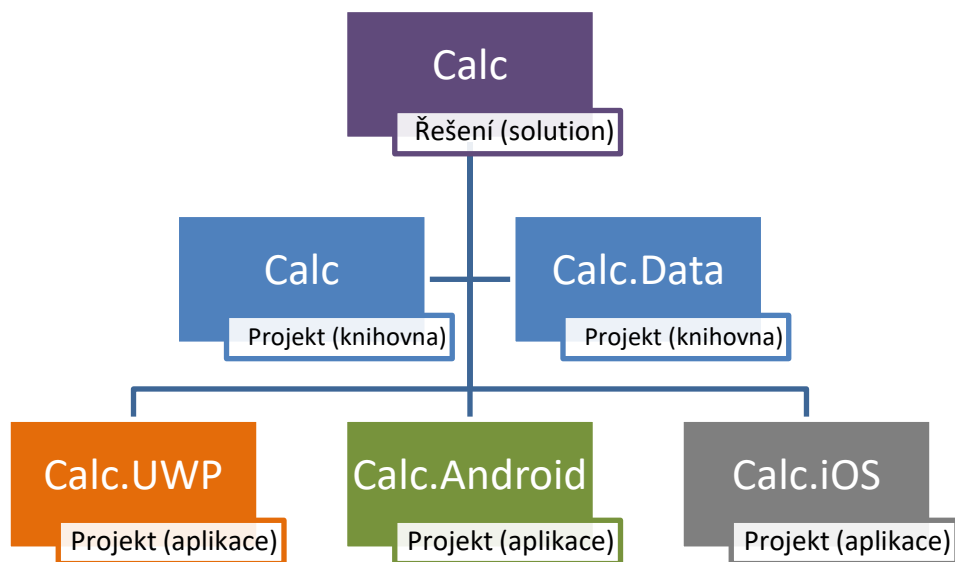 Calc
Řešení (solution)
Calc
Projekt (knihovna)
Calc.Data
Projekt (knihovna)
Calc.UWP
Projekt (aplikace)
Calc.Android
Projekt (aplikace)
Calc.iOS
Projekt (aplikace)